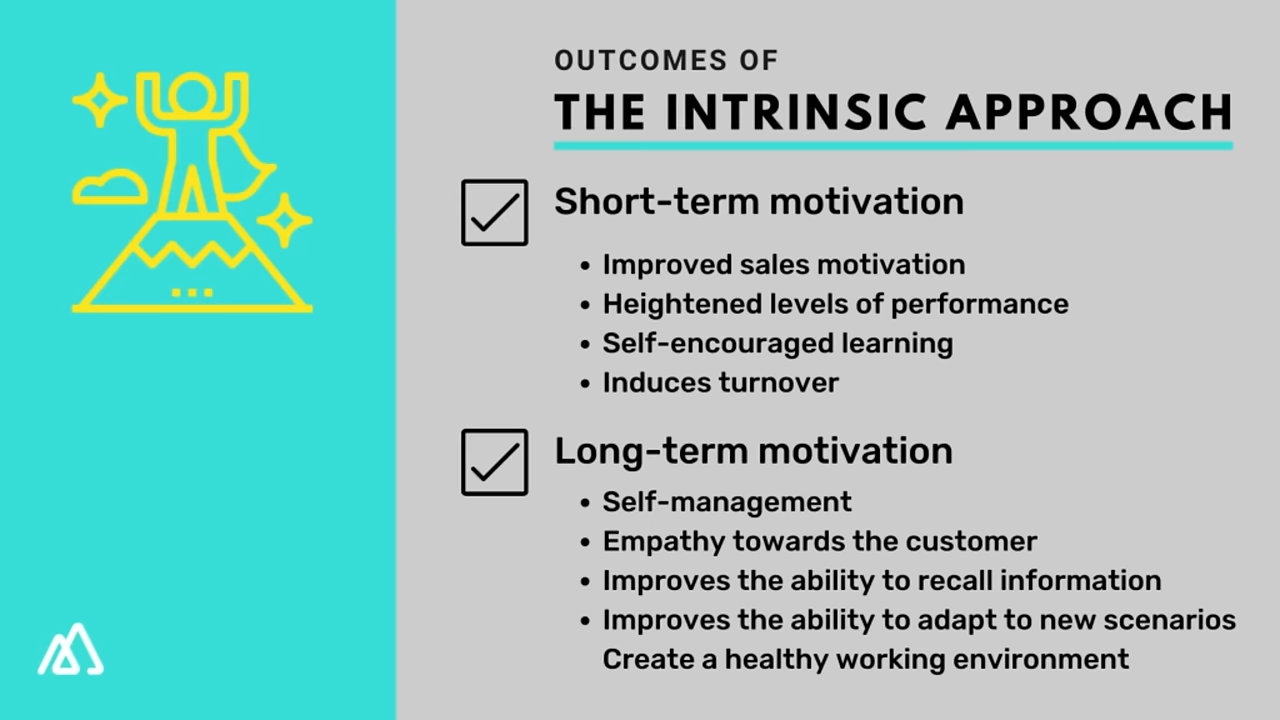 OUTCOMES OF
THE INTRINSIC APPROACH
Short-term motivation
• Improved sales motivation
• Heightened levels of performance
• Self-encouraged learning
• Induces turnover
Long-term motivation
• Self-management
• Empathy towards the customer
• Improves the ability to recall information
• Improves the ability to adapt to new scenarios
Create a healthy working environment